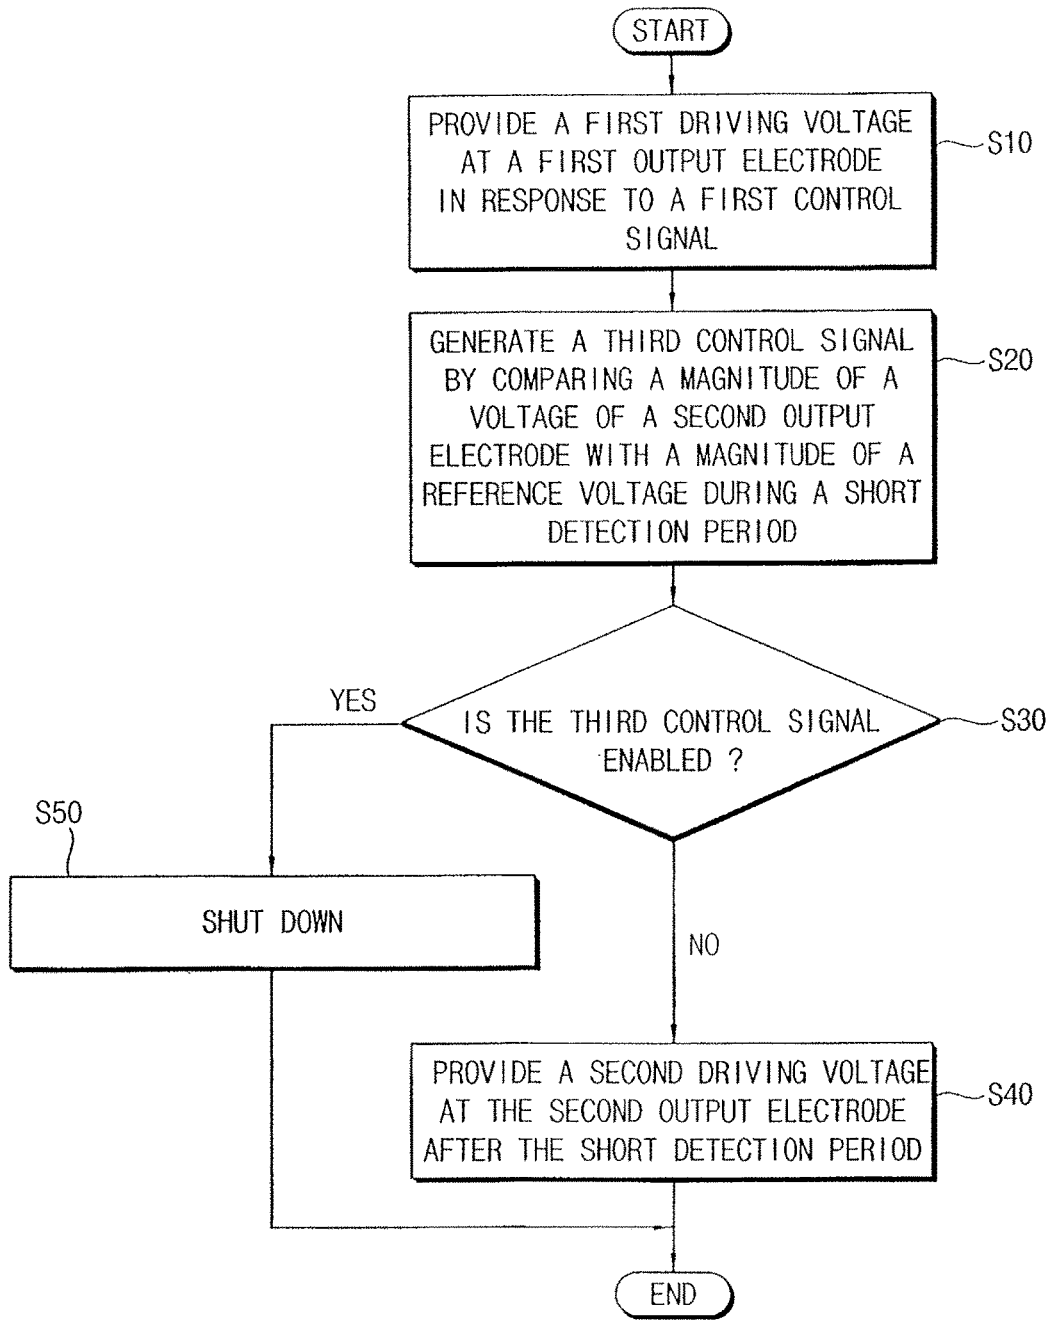 START
PROVIDE A FIRST DRIVING VOLTAGE
AT A FIRST OUTPUT ELECTRODE
IN RESPONSE TO A FIRST CONTROL
SIGNAL
S10
GENERATE A THIRD CONTROL SIGNAL
BY COMPARING A MAGNITUDE OF A
VOLTAGE OF A SECOND OUTPUT
ELECTRODE WITH A MAGNITUDE OF A
REFERENCE VOLTAGE DURING A SHORT
DETECTION PERIOD
S20
IS THE THIRD CONTROL SIGNAL
ENABLED ?
S30
YES
S50
SHUT DOWN
NO
PROVIDE A SECOND DRIVING VOLTAGE
AT THE SECOND OUTPUT ELECTRODE
AFTER THE SHORT DETECTION PERIOD
S40
END